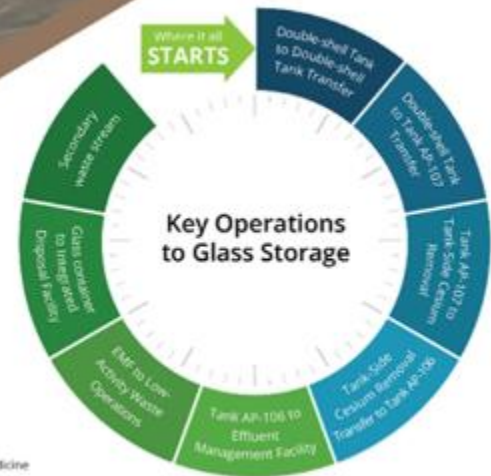 Where it all
STARTS
Double-shell Tank
to Double-shell
Tank Transfer
Double-shell Tank
to Tank AP-107
Transfer
Tank AP-107 to
Tank-Side Cesium
Removal
Tank-Side
Cesium Removal
Transfer to Tank AP-106
Tank AP-106 to
Effluent
Management Facility
EMF to Low-
Activity Waste
Operations
Glass container
to Integrated
Disposal Facility
Secondary
waste stream
Key Operations
to Glass Storage